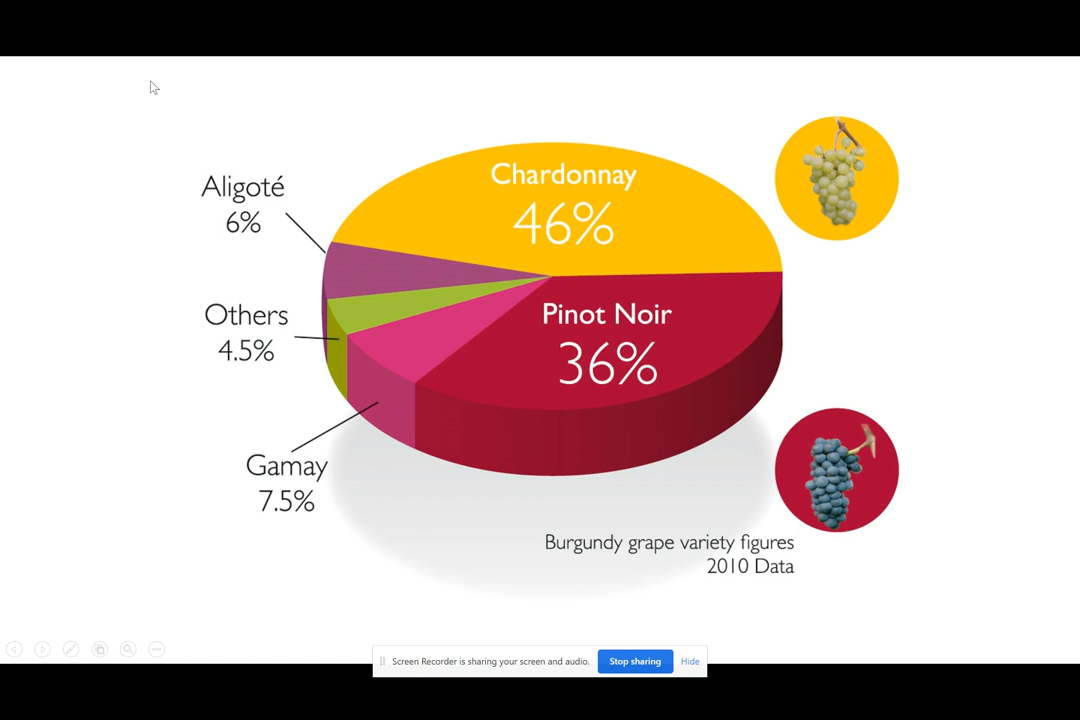 Chardonnay
46%
Aligoté
6%
Others
4.5%
Pinot Noir
36%
Gamay
7.5%
Burgundy grape variety figures
2010 Data
Screen Recorder is sharing your screen and audio.
Stop sharing
Hide